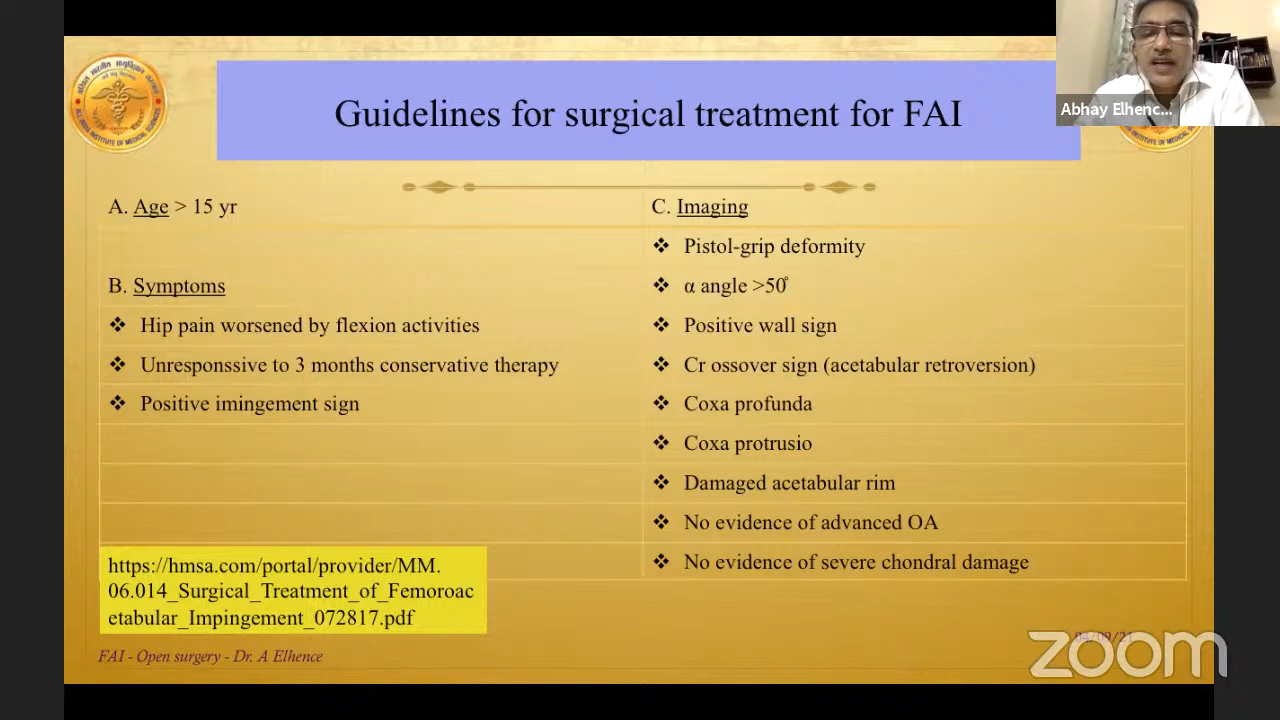 Guidelines for surgical treatment for FAI
Abhay Elhenc...
A. Age > 15 yr
B. Symptoms
❖ Hip pain worsened by flexion activities
❖ Unresponssive to 3 months conservative therapy
❖ Positive imingement sign
C. Imaging
❖ Pistol-grip deformity
❖ α angle >50°
❖ Positive wall sign
❖ Cr ossover sign (acetabular retroversion)
❖ Coxa profunda
❖ Coxa protrusio
❖ Damaged acetabular rim
❖ No evidence of advanced OA
❖ No evidence of severe chondral damage
https://hmsa.com/portal/provider/MM.
06.014_Surgical_Treatment_of_Femoroac
etabular_Impingement_072817.pdf
FAI - Open surgery - Dr. A Elhence
04/09/21
zoom